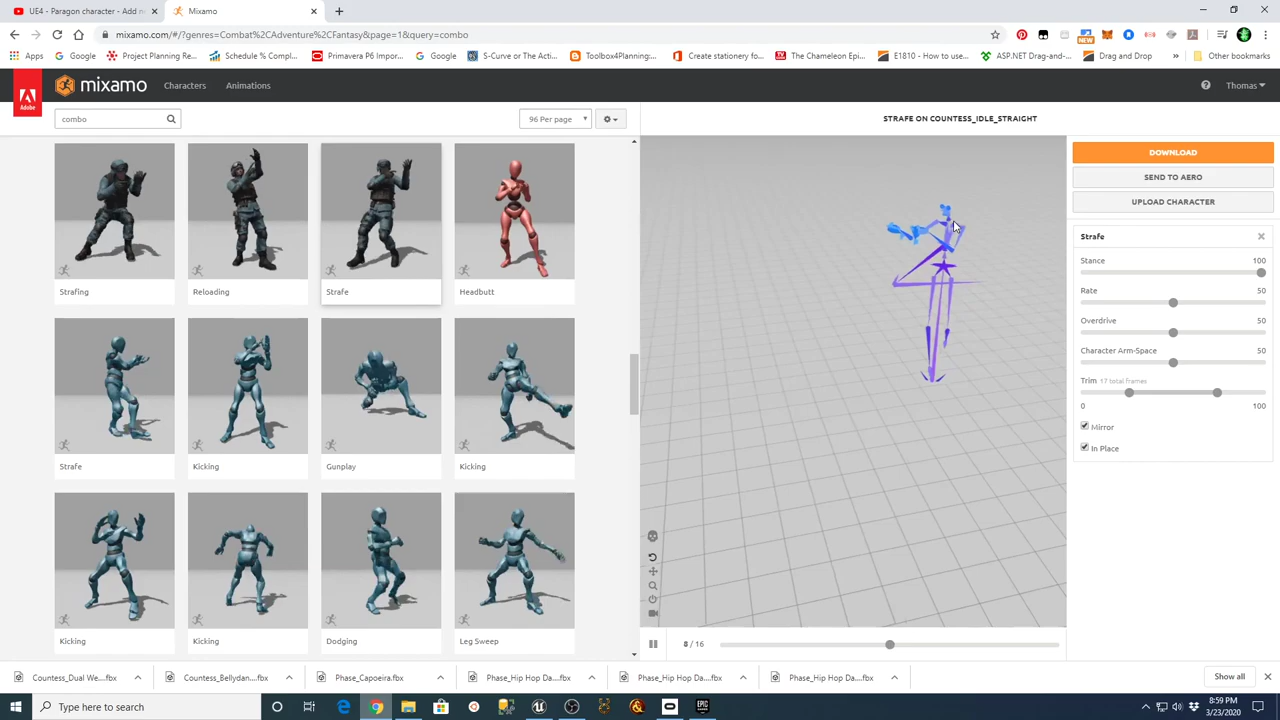 UE4 - Paragon character - Add n
Mixamo
mixamo.com/#/?genres=Combat%2CAdventure%2CFantasy&page=1&query=combo
Apps
Google
Project Planning Re...
Schedule % Compl...
Primavera P6 Impor...
Google
S-Curve or The Acti...
Toolbox4Planning,...
Create stationery fo...
The Chameleon Epi...
E1810 - How to use...
ASP.NET Drag-and-...
Drag and Drop
»
Other bookmarks
NEW
Adobe
mixamo
Characters
Animations
Thomas
combo
96 Per page
STRAFE ON COUNTESS_IDLE_STRAIGHT
Strafing
Reloading
Strafe
Headbutt
Strafe
Kicking
Gunplay
Kicking
Kicking
Kicking
Dodging
Leg Sweep
DOWNLOAD
SEND TO AERO
UPLOAD CHARACTER
Strafe
Stance 100
Rate 50
Overdrive 50
Character Arm-Space 50
Trim 17 total frames
0 100
Mirror
In Place
8 / 16
Countess_Dual We....fbx
Countess_Bellydan....fbx
Phase_Capoeira.fbx
Phase_Hip Hop Da....fbx
Phase_Hip Hop Da....fbx
Phase_Hip Hop Da....fbx
Show all
Type here to search
EPIC GAMES
8:59 PM
3/23/2020